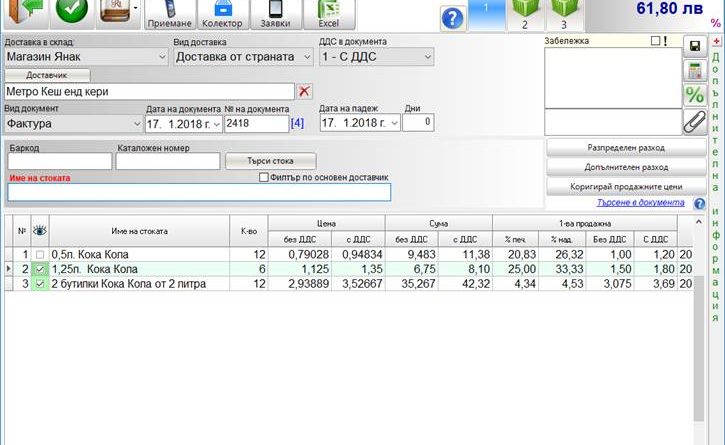 61,80 лв
Приемане
Колектор
Заявки
Excel
?
1
2
3
%
Доставка в склад:
Вид доставка
ДДС в документа
Забележка
!
Магазин Янак
Доставка от страната
1 - С ДДС
Доставчик
Метро Кеш енд кери
Вид документ
Дата на документа
№ на документа
Дата на падеж
Дни
Фактура
17. 1.2018 г.
2418
[4]
17. 1.2018 г.
0
%
Баркод
Каталожен номер
Търси стока
Име на стоката
Филтър по основен доставчик
Разпределен разход
Допълнителен разход
Коригирай продажните цени
Търсене в документа
?
Допълнителна информация
№
Име на стоката
К-во
Цена
Сума
1-ва продажна
без ДДС
с ДДС
без ДДС
с ДДС
% печ.
% над.
Без ДДС
С ДДС
1 0,5л. Кока Кола 12 0,79028 0,94834 9,483 11,38 20,83 26,32 1,00 1,20 20
2 1,25л. Кока Кола 6 1,125 1,35 6,75 8,10 25,00 33,33 1,50 1,80 20
3 2 бутилки Кока Кола от 2 литра 12 2,93889 3,52667 35,267 42,32 4,34 4,53 3,075 3,69 20